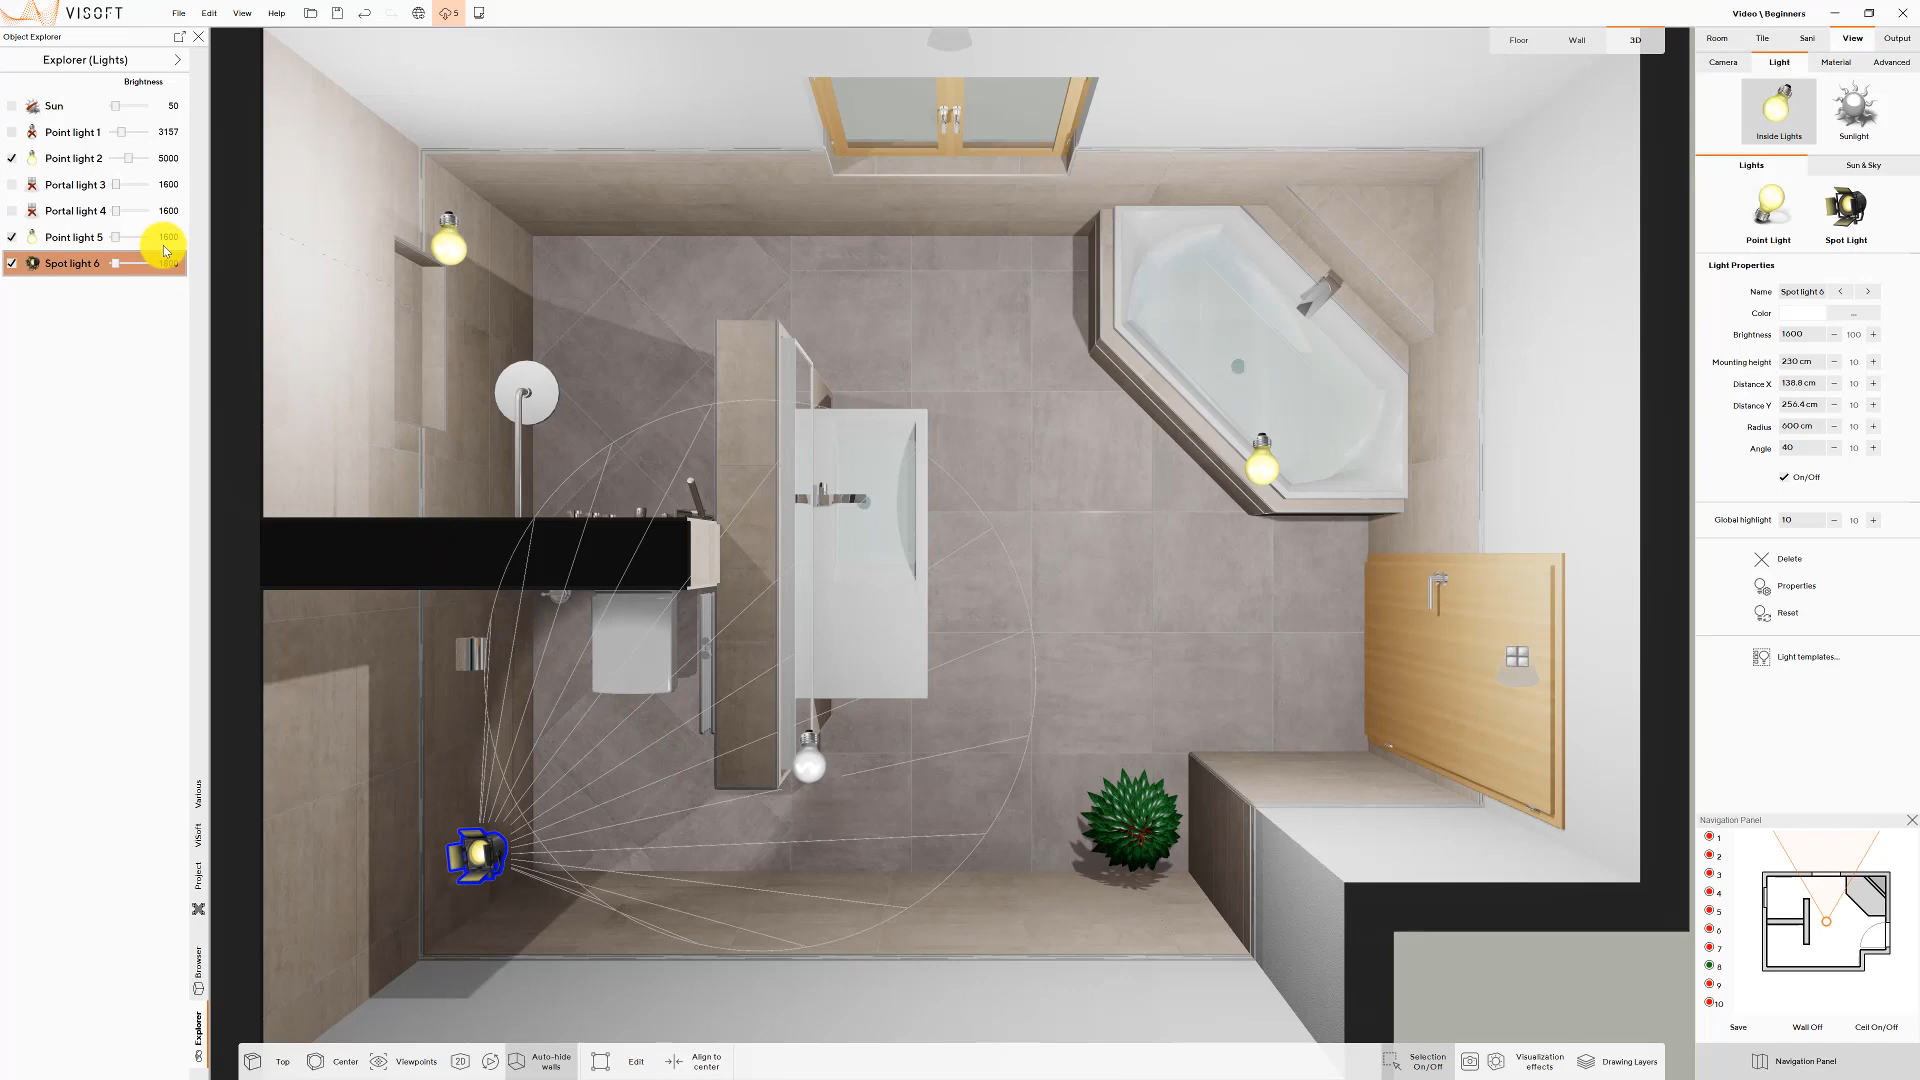 VISOFT
File Edit View Help 5
Video \ Beginners
Object Explorer
Explorer (Lights)
Brightness
Sun 50
Point light 1 3157
Point light 2 5000
Portal light 3 1600
Portal light 4 1600
Point light 5 1600
Spot light 6
Various
ViSoft
Project
Browser
Explorer
Floor Wall 3D
Room Tile Sani View Output
Camera Light Material Advanced
Inside Lights Sunlight
Lights Sun & Sky
Point Light Spot Light
Light Properties
Name Spot light 6 < >
Color ...
Brightness 1600 − 100 +
Mounting height 230 cm − 10 +
Distance X 138.8 cm − 10 +
Distance Y 256.4 cm − 10 +
Radius 600 cm − 10 +
Angle 40 − 10 +
On/Off
Global highlight 10 − 10 +
Delete
Properties
Reset
Light templates...
Navigation Panel
1
2
3
4
5
6
7
8
9
10
Save Wall Off Cell On/Off
Top Center Viewpoints 2D Auto-hide walls Edit Align to center
Selection On/Off Visualization effects Drawing Layers Navigation Panel